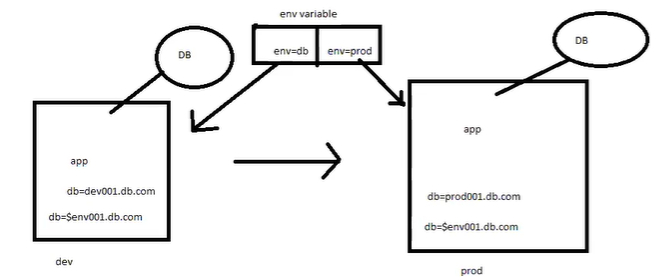 env variable
env=db
env=prod
DB
DB
app
db=dev001.db.com
db=$env001.db.com
dev
app
db=prod001.db.com
db=$env001.db.com
prod